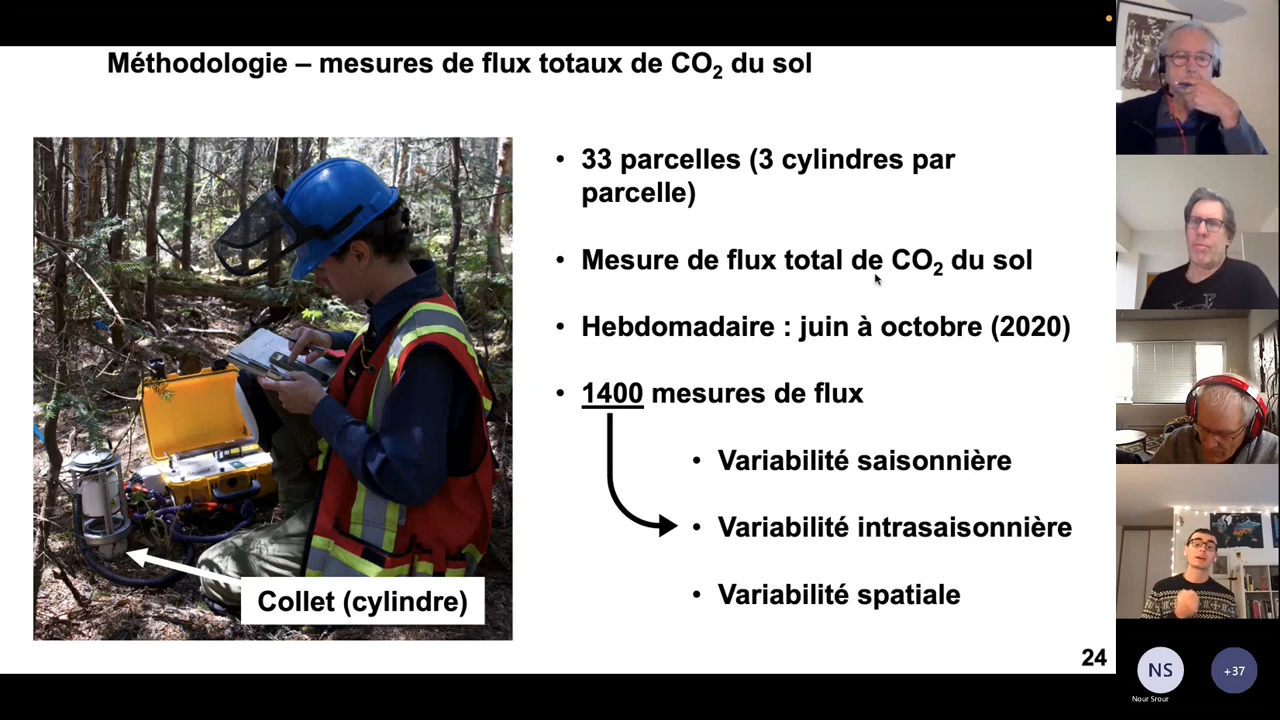 Méthodologie – mesures de flux totaux de CO₂ du sol
• 33 parcelles (3 cylindres par
parcelle)
• Mesure de flux total de CO₂ du sol
• Hebdomadaire : juin à octobre (2020)
• 1400 mesures de flux
• Variabilité saisonnière
• Variabilité intrasaisonnière
• Variabilité spatiale
Collet (cylindre)
24
NS
+37
Nour Srour